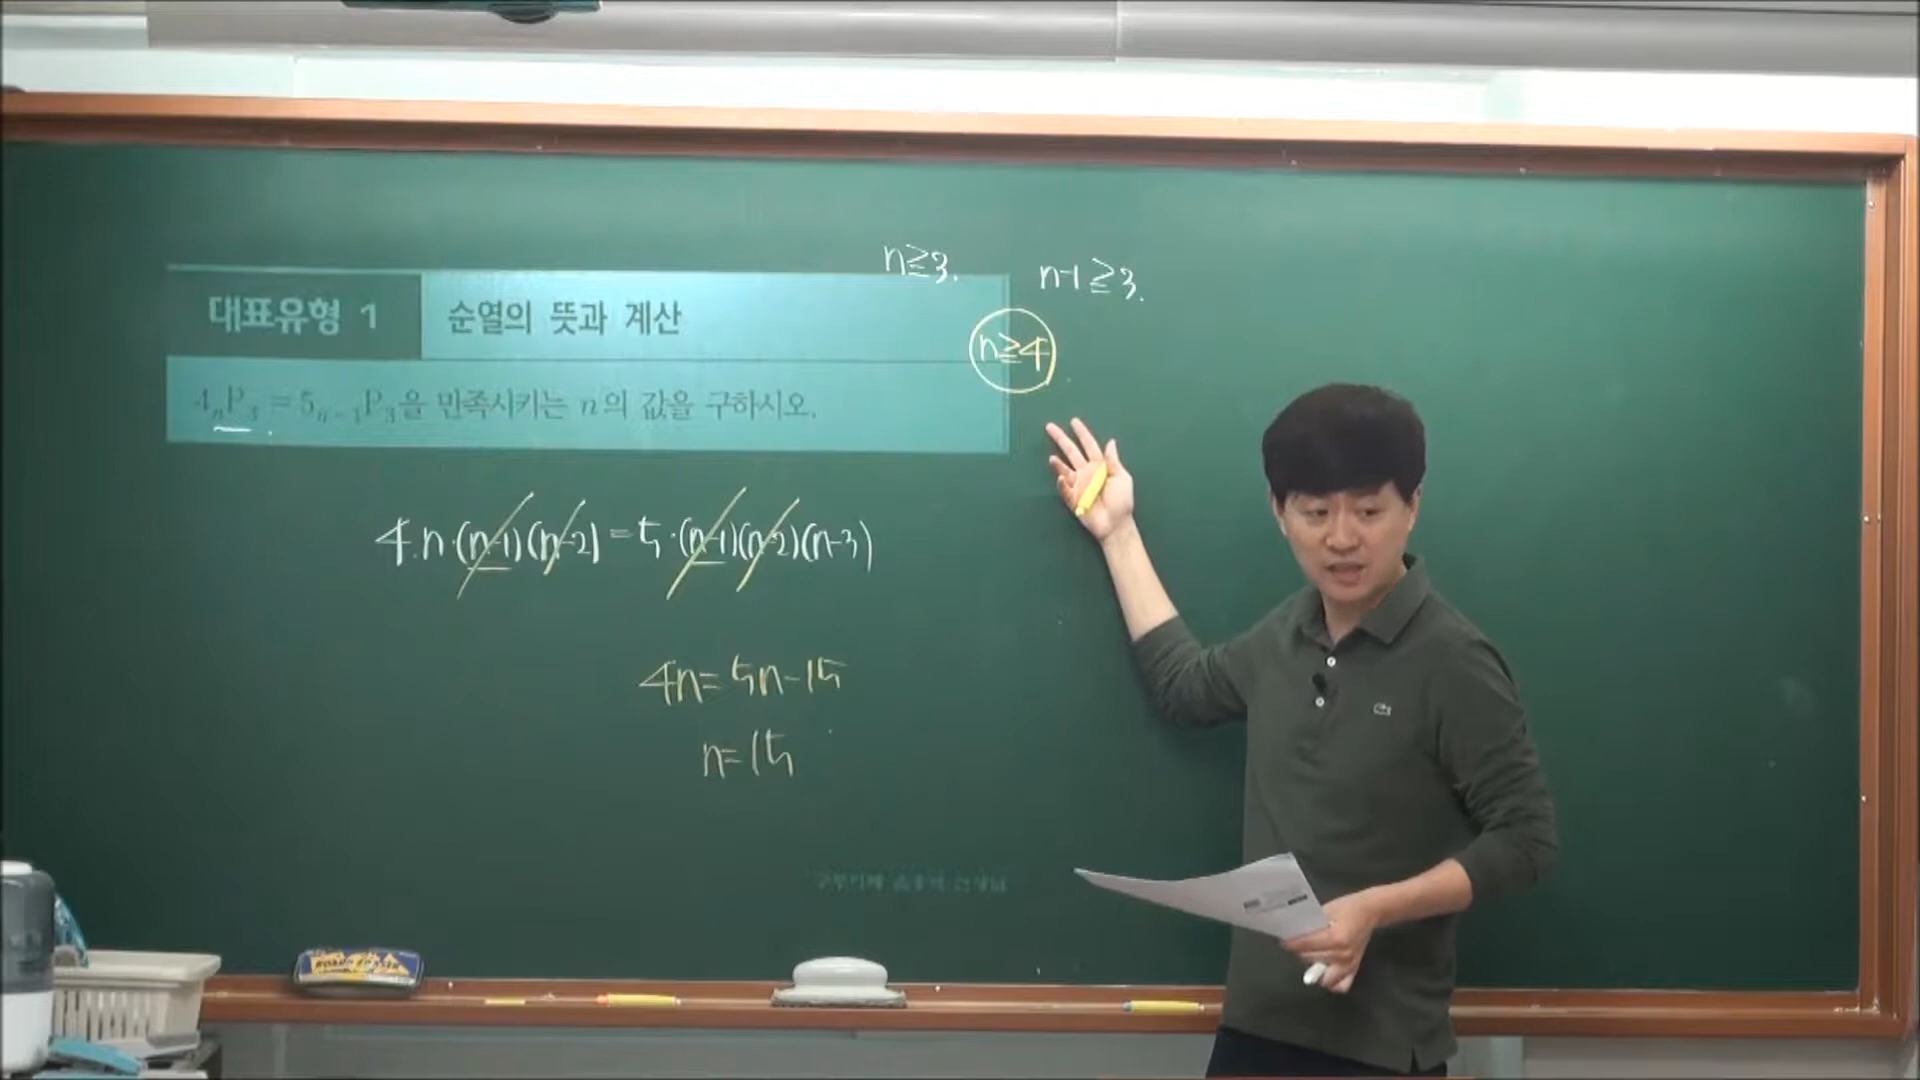 n≧3.
n-1≧3.
대표유형 1 순열의 뜻과 계산
n≧4
4ₙP₃ = 5ₙ₋₁P₃을 만족시키는 n의 값을 구하시오.
4·n·(n-1)(n-2)=5·(n-1)(n-2)(n-3)
4n=5n-15
n=15